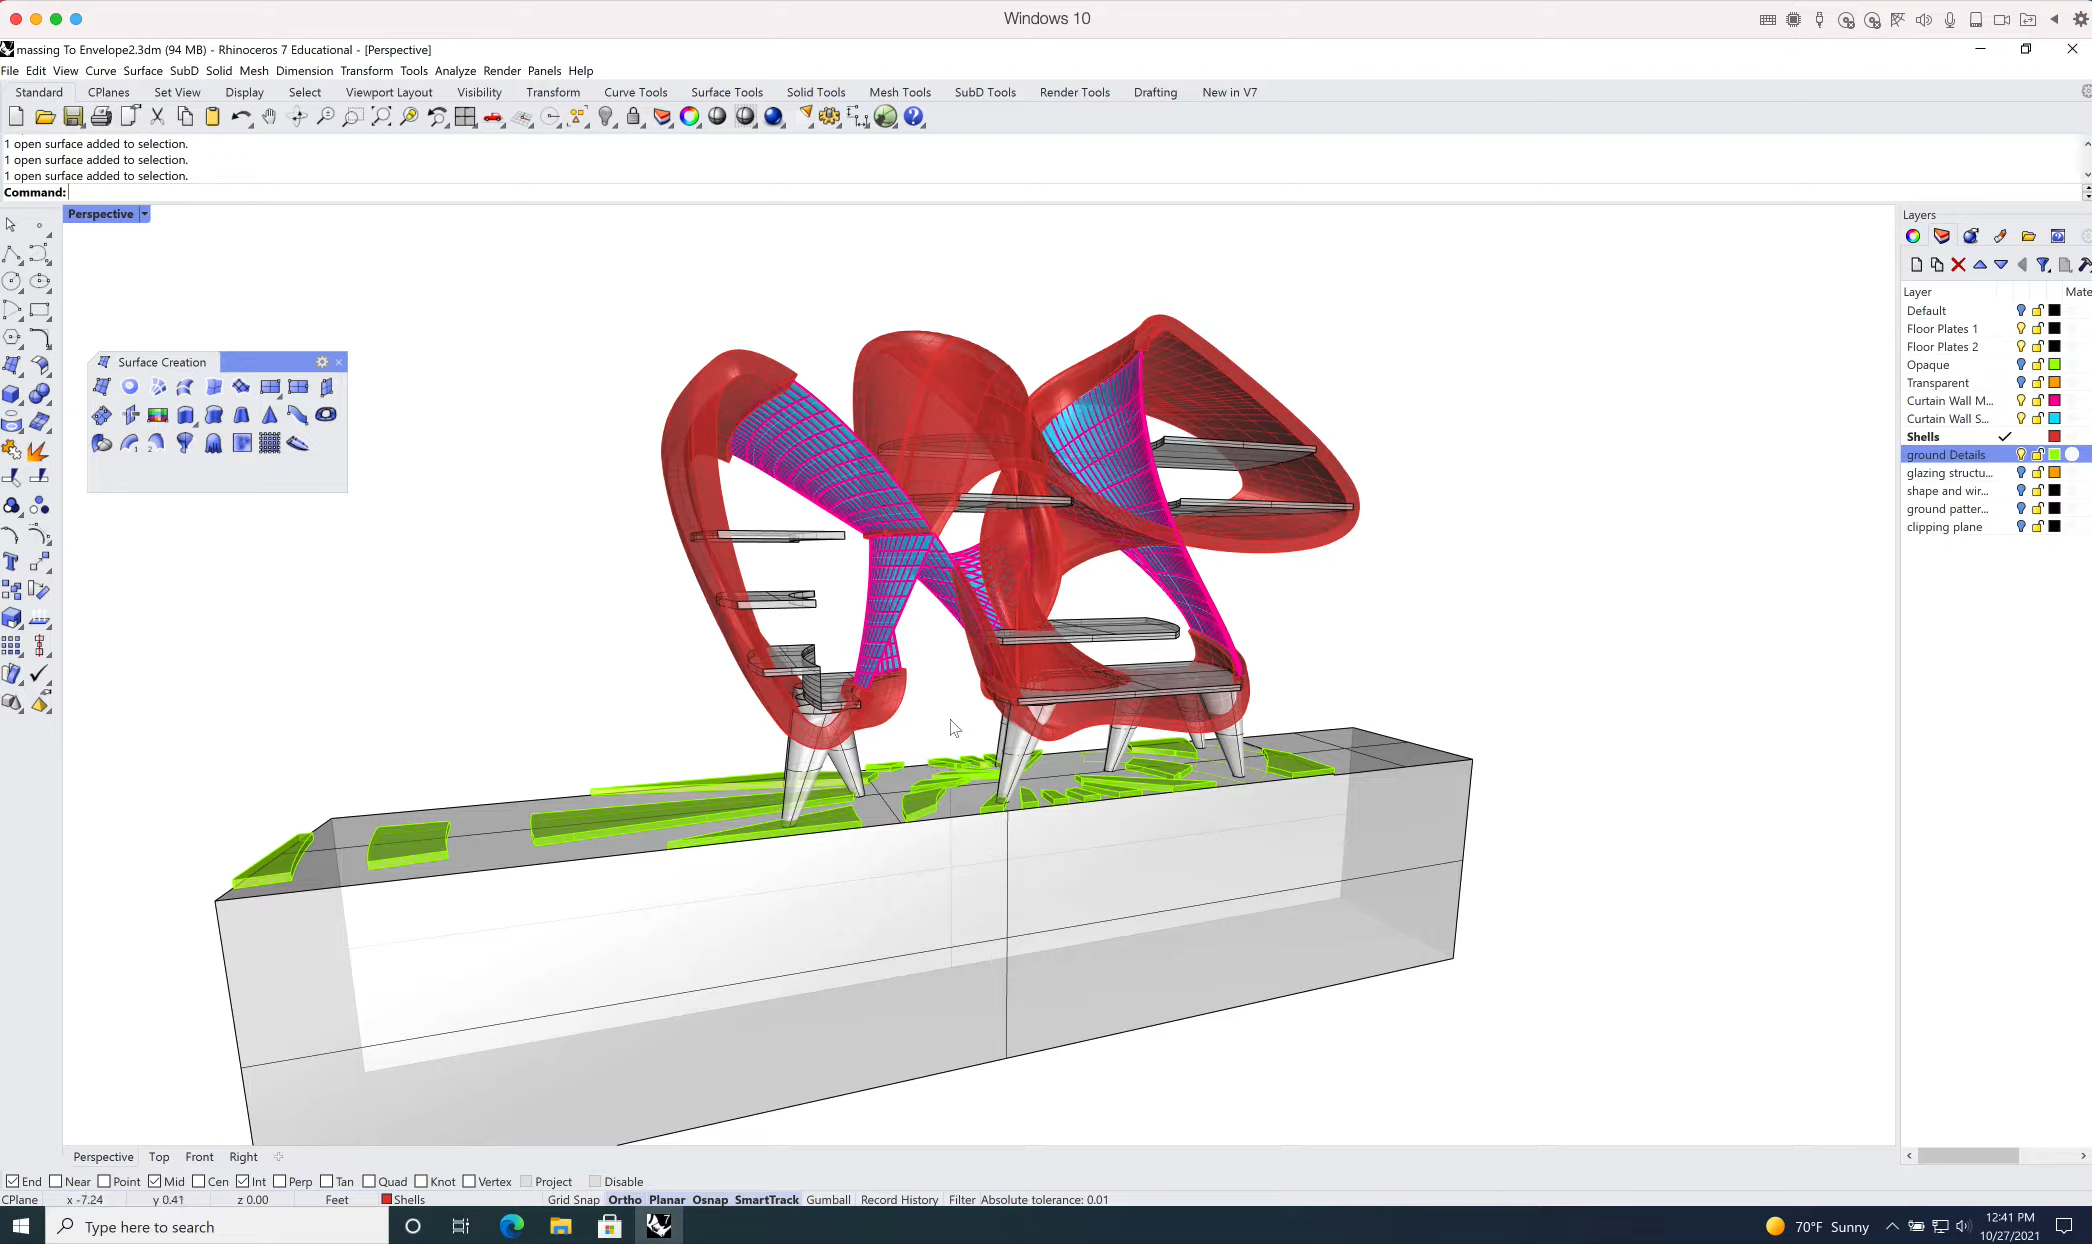 Windows 10
massing To Envelope2.3dm (94 MB) - Rhinoceros 7 Educational - [Perspective]
File Edit View Curve Surface SubD Solid Mesh Dimension Transform Tools Analyze Render Panels Help
Standard CPlanes Set View Display Select Viewport Layout Visibility Transform Curve Tools Surface Tools Solid Tools Mesh Tools SubD Tools Render Tools Drafting New in V7
1 open surface added to selection.
1 open surface added to selection.
1 open surface added to selection.
Command:
Perspective
Surface Creation
Layers
Layer Mate
Default
Floor Plates 1
Floor Plates 2
Opaque
Transparent
Curtain Wall M...
Curtain Wall S...
Shells
ground Details
glazing structu...
shape and wir...
ground patter...
clipping plane
Perspective Top Front Right
End Near Point Mid Cen Int Perp Tan Quad Knot Vertex Project Disable
CPlane x -7.24 y 0.41 z 0.00 Feet Shells Grid Snap Ortho Planar Osnap SmartTrack Gumball Record History Filter Absolute tolerance: 0.01
Type here to search
70°F Sunny
12:41 PM
10/27/2021